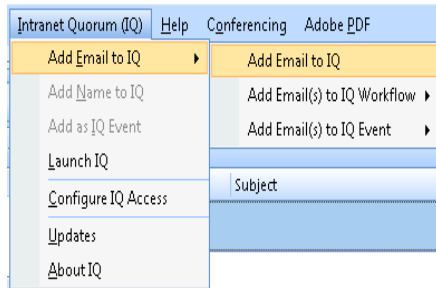 Intranet Quorum (IQ) Help Conferencing Adobe PDF
Add Email to IQ
Add Name to IQ
Add as IQ Event
Launch IQ
Configure IQ Access
Updates
About IQ
Add Email to IQ
Add Email(s) to IQ Workflow
Add Email(s) to IQ Event
Subject